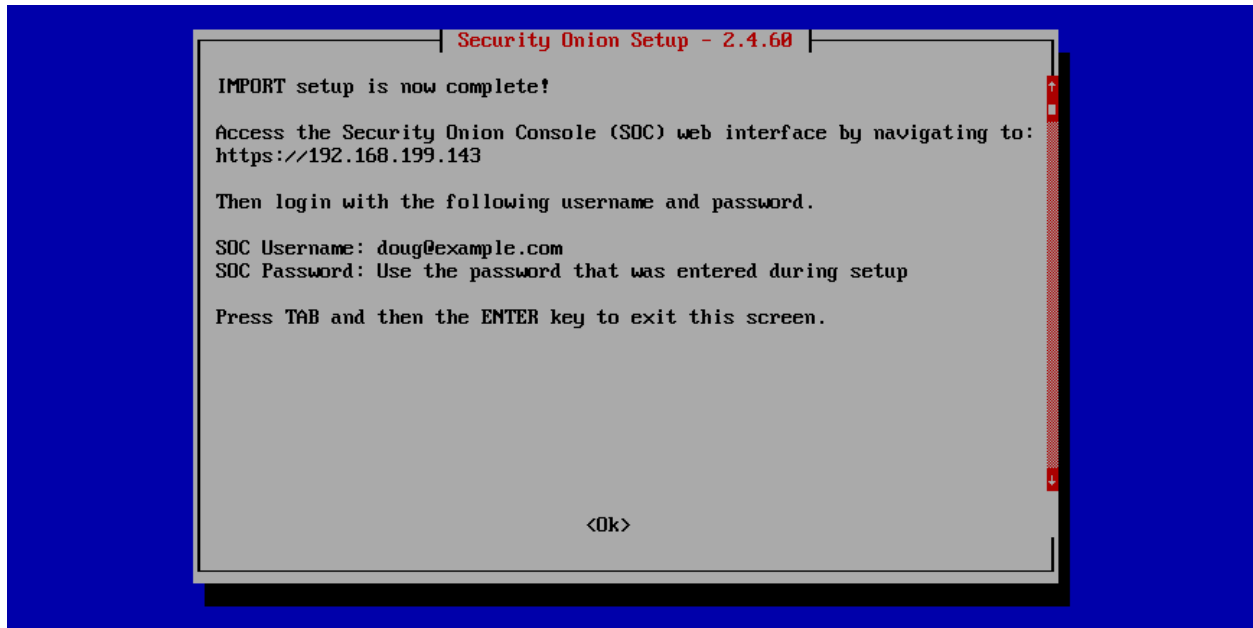 Security Onion Setup - 2.4.60
IMPORT setup is now complete!
Access the Security Onion Console (SOC) web interface by navigating to:
https://192.168.199.143
Then login with the following username and password.
SOC Username: doug@example.com
SOC Password: Use the password that was entered during setup
Press TAB and then the ENTER key to exit this screen.
<Ok>